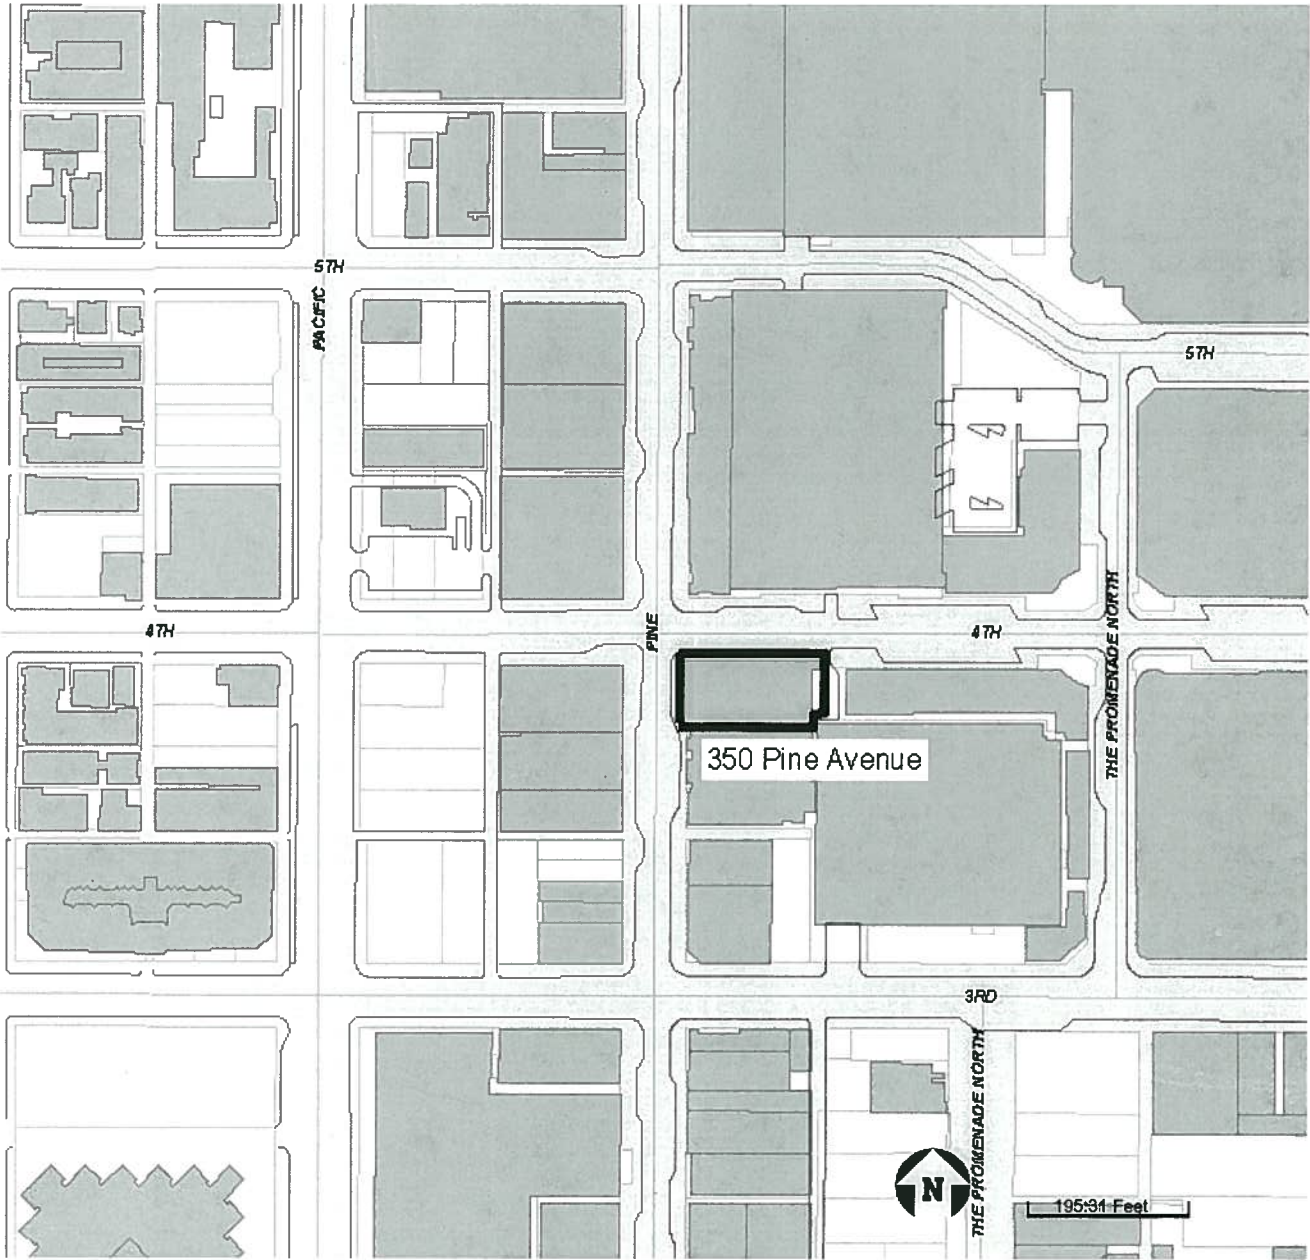 5TH
PACIFIC
5TH
4TH
PINE
4TH
THE PROMENADE NORTH
350 Pine Avenue
3RD
THE PROMENADE NORTH
N
195.31 Feet